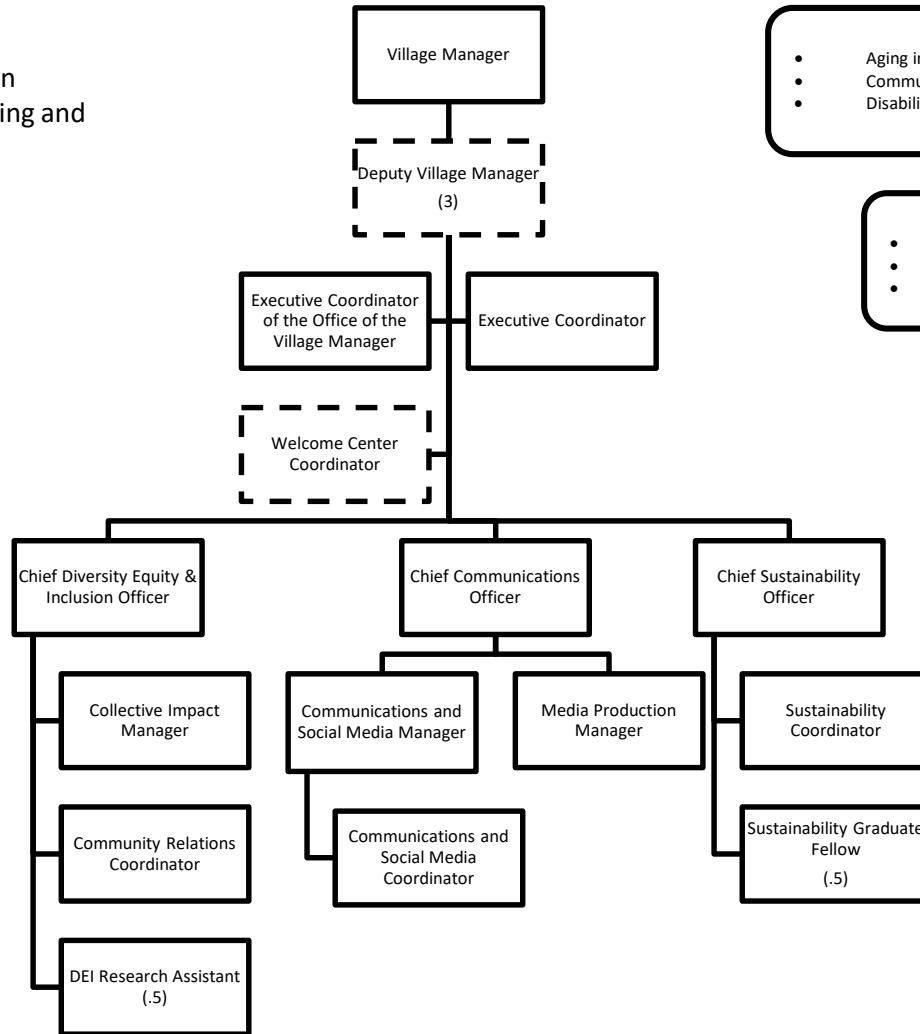 n
ing and
Village Manager
• Aging i
• Commu
• Disabili
Deputy Village Manager
(3)
•
•
•
Executive Coordinator
of the Office of the
Village Manager
Executive Coordinator
Welcome Center
Coordinator
Chief Diversity Equity &
Inclusion Officer
Chief Communications
Officer
Chief Sustainability
Officer
Collective Impact
Manager
Communications and
Social Media Manager
Media Production
Manager
Sustainability
Coordinator
Community Relations
Coordinator
Communications and
Social Media
Coordinator
Sustainability Graduate
Fellow
(.5)
DEI Research Assistant
(.5)